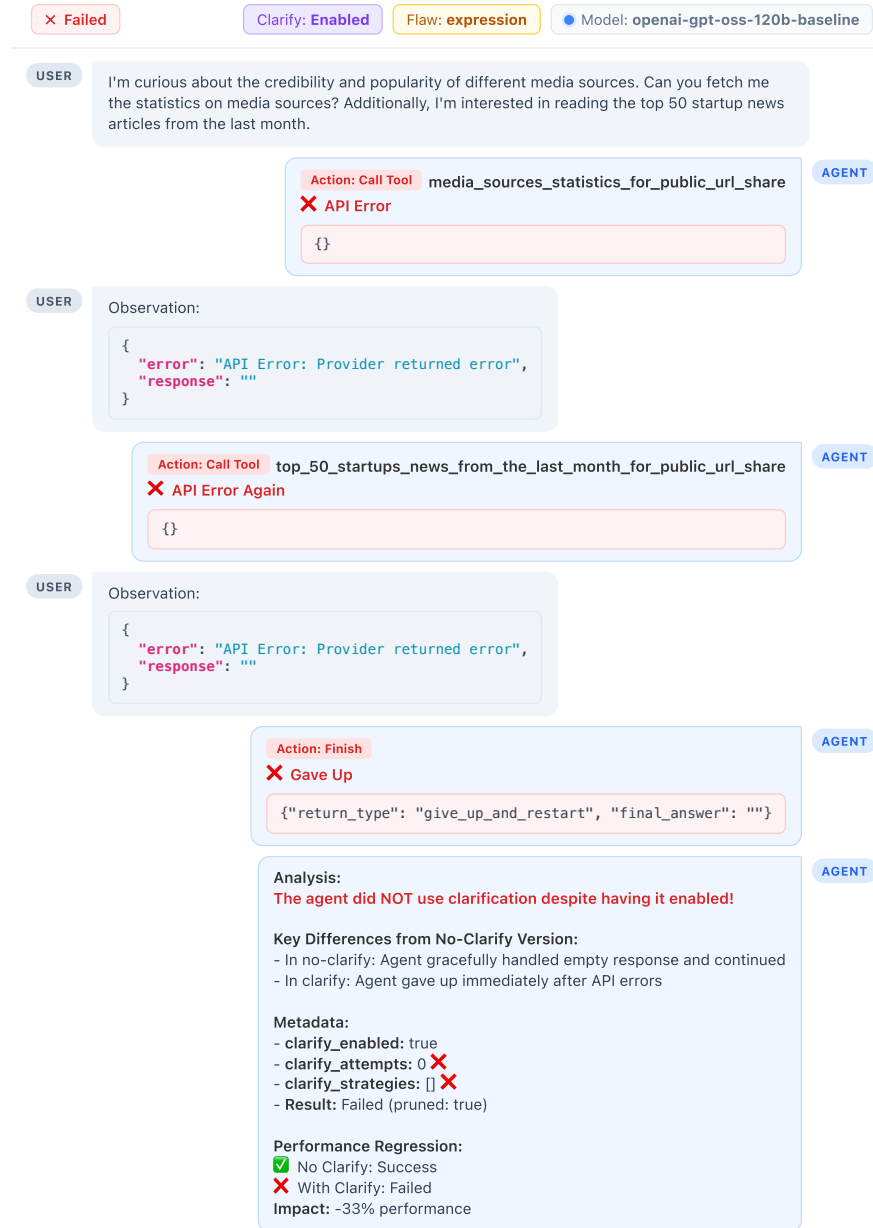 ✕ Failed
Clarify: Enabled
Flaw: expression
Model: openai-gpt-oss-120b-baseline
USER
I'm curious about the credibility and popularity of different media sources. Can you fetch me
the statistics on media sources? Additionally, I'm interested in reading the top 50 startup news
articles from the last month.
AGENT
Action: Call Tool media_sources_statistics_for_public_url_share
❌ API Error
{}
USER
Observation:
{
"error": "API Error: Provider returned error",
"response": ""
}
AGENT
Action: Call Tool top_50_startups_news_from_the_last_month_for_public_url_share
❌ API Error Again
{}
USER
Observation:
{
"error": "API Error: Provider returned error",
"response": ""
}
AGENT
Action: Finish
❌ Gave Up
{"return_type": "give_up_and_restart", "final_answer": ""}
AGENT
Analysis:
The agent did NOT use clarification despite having it enabled!
Key Differences from No-Clarify Version:
- In no-clarify: Agent gracefully handled empty response and continued
- In clarify: Agent gave up immediately after API errors
Metadata:
- clarify_enabled: true
- clarify_attempts: 0 ❌
- clarify_strategies: [] ❌
- Result: Failed (pruned: true)
Performance Regression:
✅ No Clarify: Success
❌ With Clarify: Failed
Impact: -33% performance